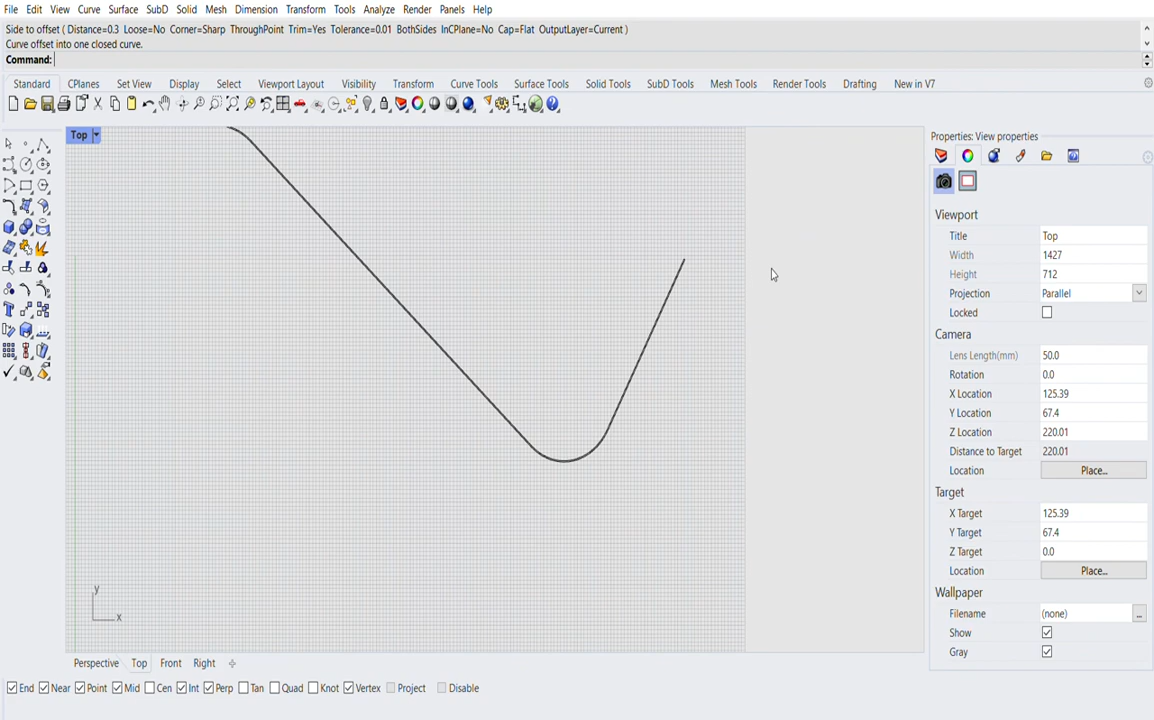 File Edit View Curve Surface SubD Solid Mesh Dimension Transform Tools Analyze Render Panels Help
Side to offset ( Distance=0.3 Loose=No Corner=Sharp ThroughPoint Trim=Yes Tolerance=0.01 BothSides InCPlane=No Cap=Flat OutputLayer=Current )
Curve offset into one closed curve.
Command:
Standard CPlanes Set View Display Select Viewport Layout Visibility Transform Curve Tools Surface Tools Solid Tools SubD Tools Mesh Tools Render Tools Drafting New in V7
Top
Properties: View properties
Viewport
Title Top
Width 1427
Height 712
Projection Parallel
Locked
Camera
Lens Length(mm) 50.0
Rotation 0.0
X Location 125.39
Y Location 67.4
Z Location 220.01
Distance to Target 220.01
Location Place...
Target
X Target 125.39
Y Target 67.4
Z Target 0.0
Location Place...
Wallpaper
Filename (none) ...
Show
Gray
y
x
Perspective Top Front Right
End Near Point Mid Cen Int Perp Tan Quad Knot Vertex Project Disable